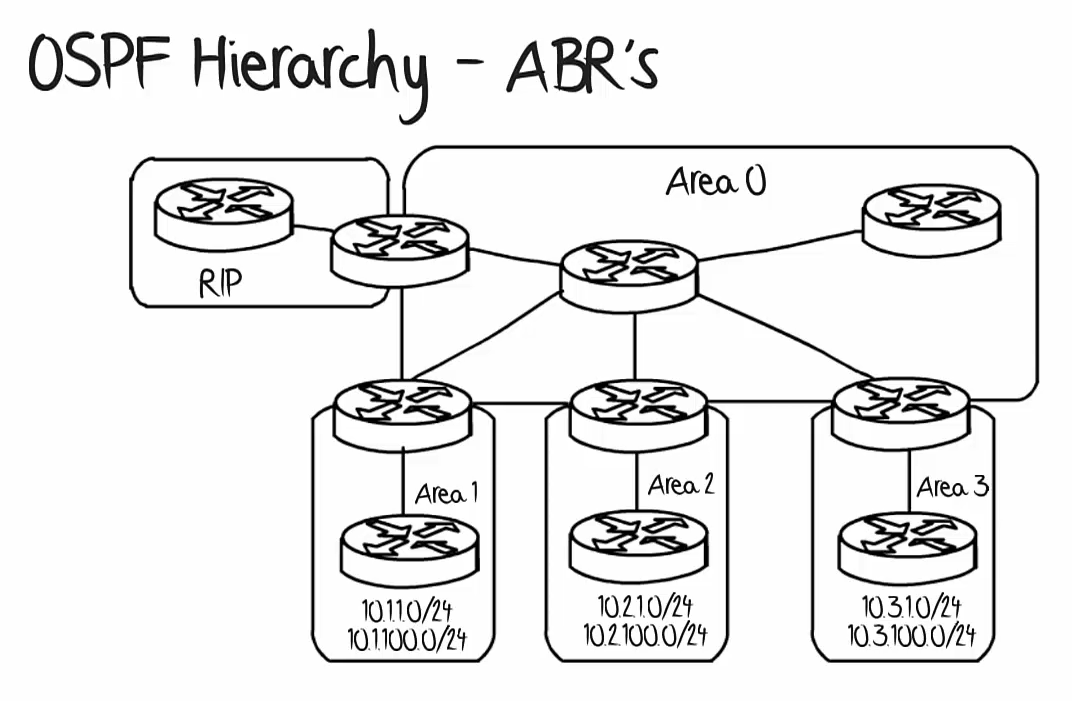 OSPF Hierarchy - ABR's
Area 0
RIP
Area 1
Area 2
Area 3
10.1.1.0/24
10.1.100.0/24
10.2.1.0/24
10.2.100.0/24
10.3.1.0/24
10.3.100.0/24